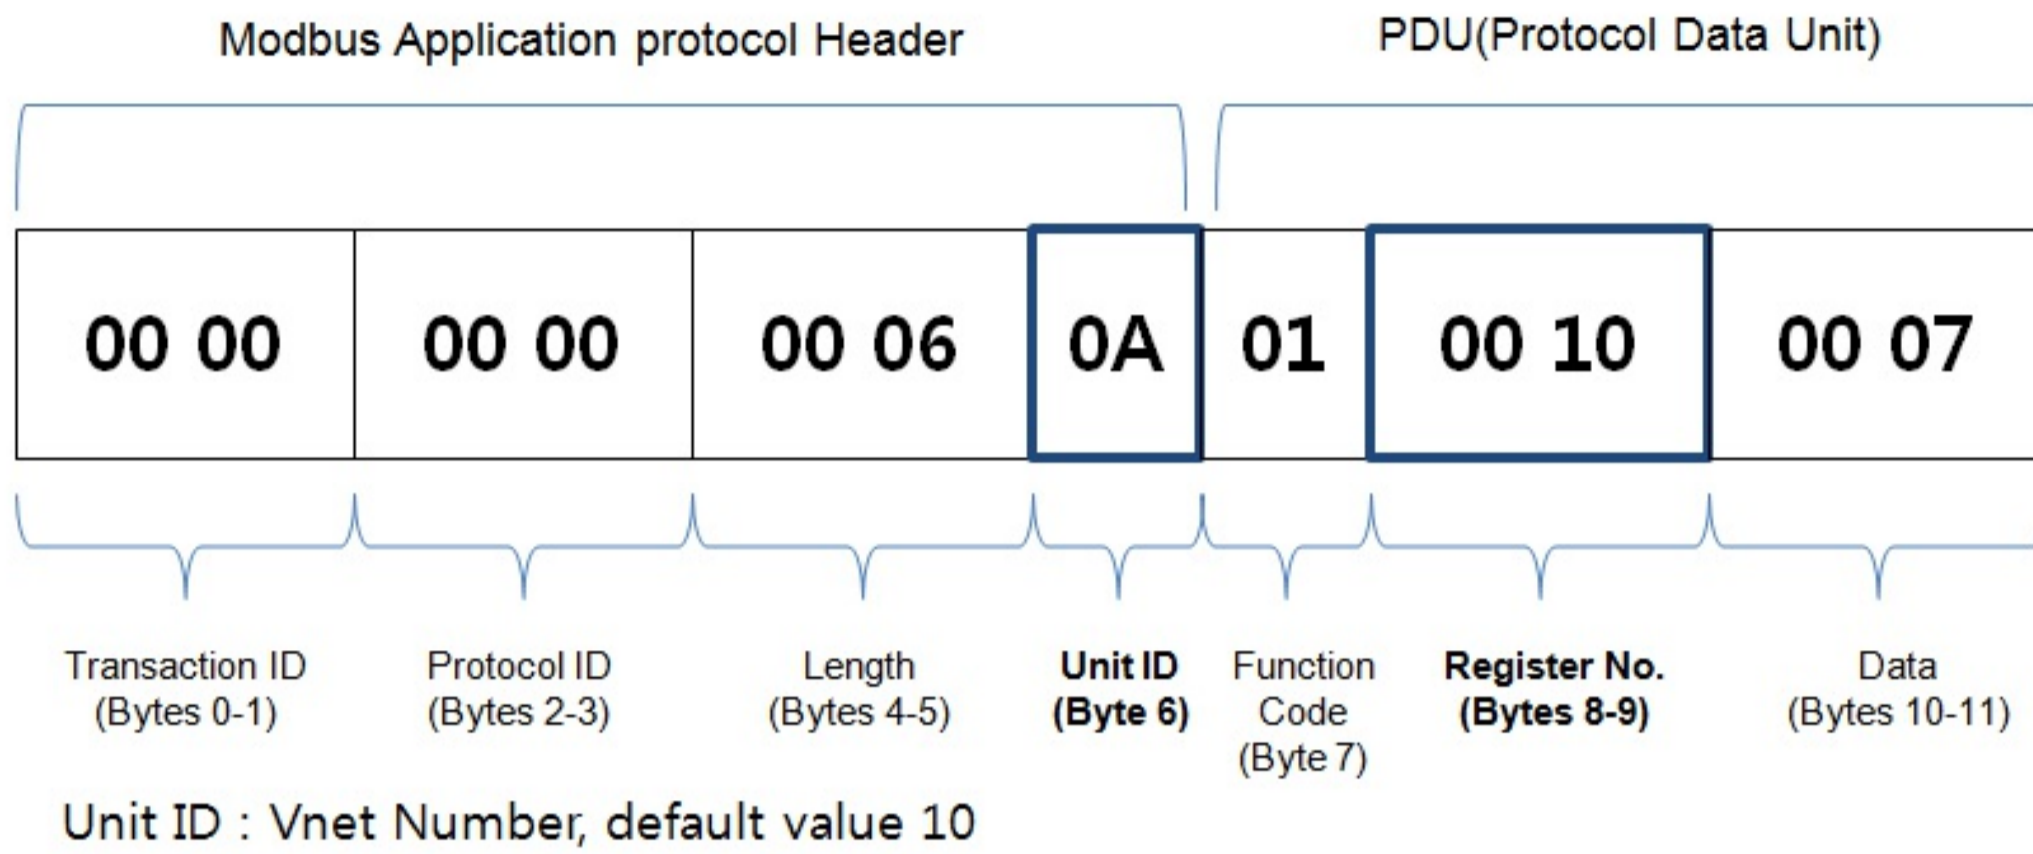 Modbus Application protocol Header
PDU(Protocol Data Unit)
00 00
00 00
00 06
0A
01
00 10
00 07
Transaction ID
(Bytes 0-1)
Protocol ID
(Bytes 2-3)
Length
(Bytes 4-5)
Unit ID
(Byte 6)
Function
Code
(Byte 7)
Register No.
(Bytes 8-9)
Data
(Bytes 10-11)
Unit ID : Vnet Number, default value 10